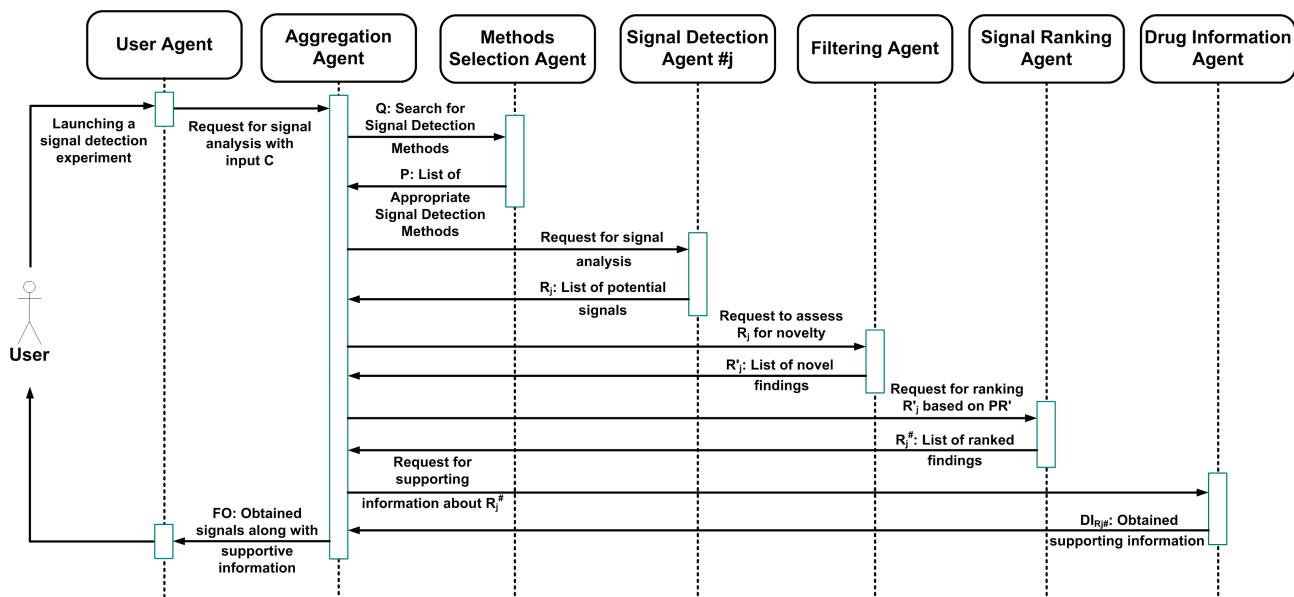 User Agent
Aggregation
Agent
Methods
Selection Agent
Signal Detection
Agent #j
Filtering Agent
Signal Ranking
Agent
Drug Information
Agent
Launching a
signal detection
experiment
Request for signal
analysis with
input C
Q: Search for
Signal Detection
Methods
P: List of
Appropriate
Signal Detection
Methods
Request for signal
analysis
Rj: List of potential
signals
User
Request to assess
Rj for novelty
R'j: List of novel
findings
Request for ranking
R'j based on PR'
Rj#: List of ranked
findings
Request for
supporting
information about Rj#
DIRj#: Obtained
supporting information
FO: Obtained
signals along with
supportive
information